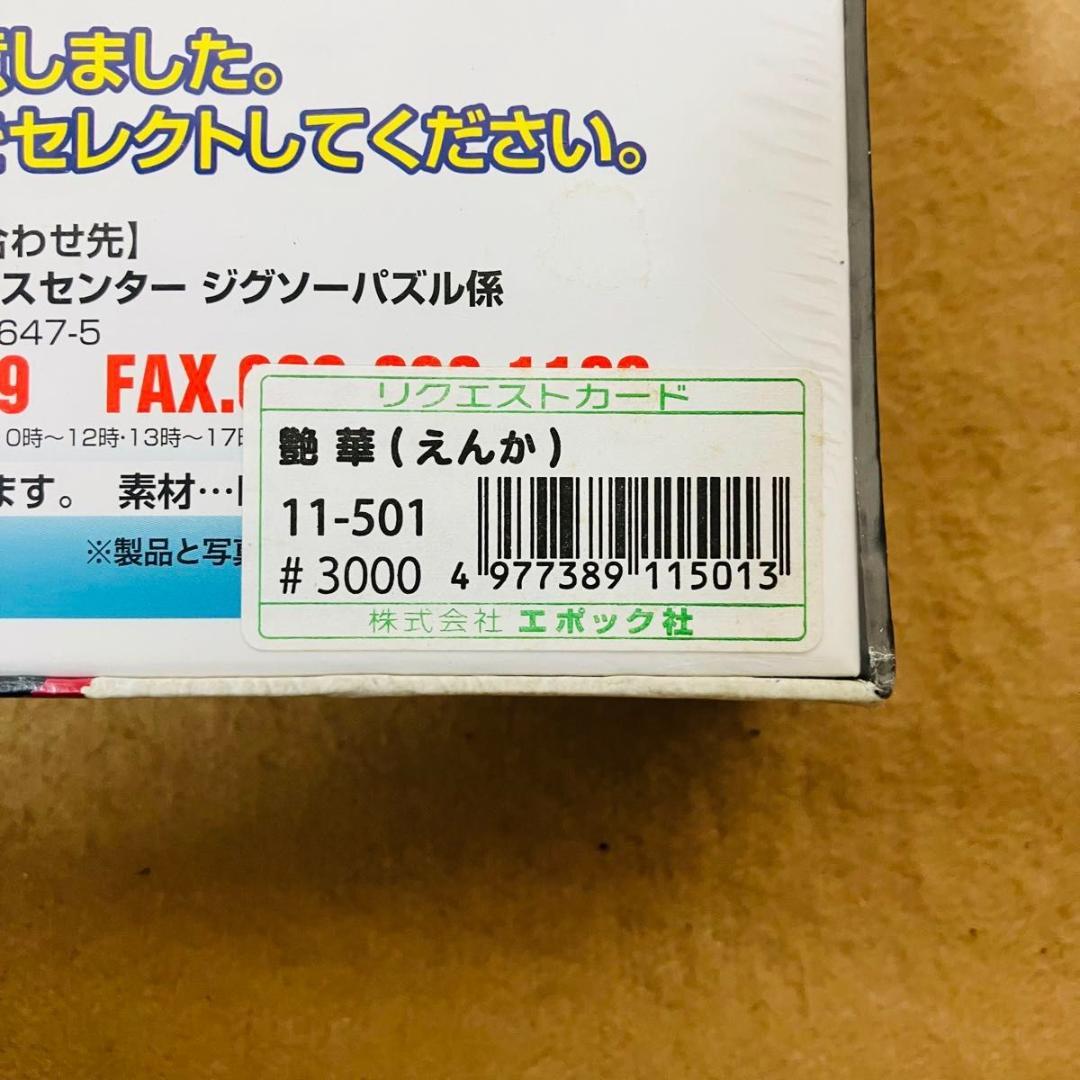 しました。
セレクトしてください。
合わせ先】
スセンター ジグソーパズル係
647-5
9 FAX.
0時～12時・13時～17時
ます。 素材…
※製品と写真
リクエストカード
艶華(えんか)
11-501
#3000
4 977389 115013
株式会社 エポック社